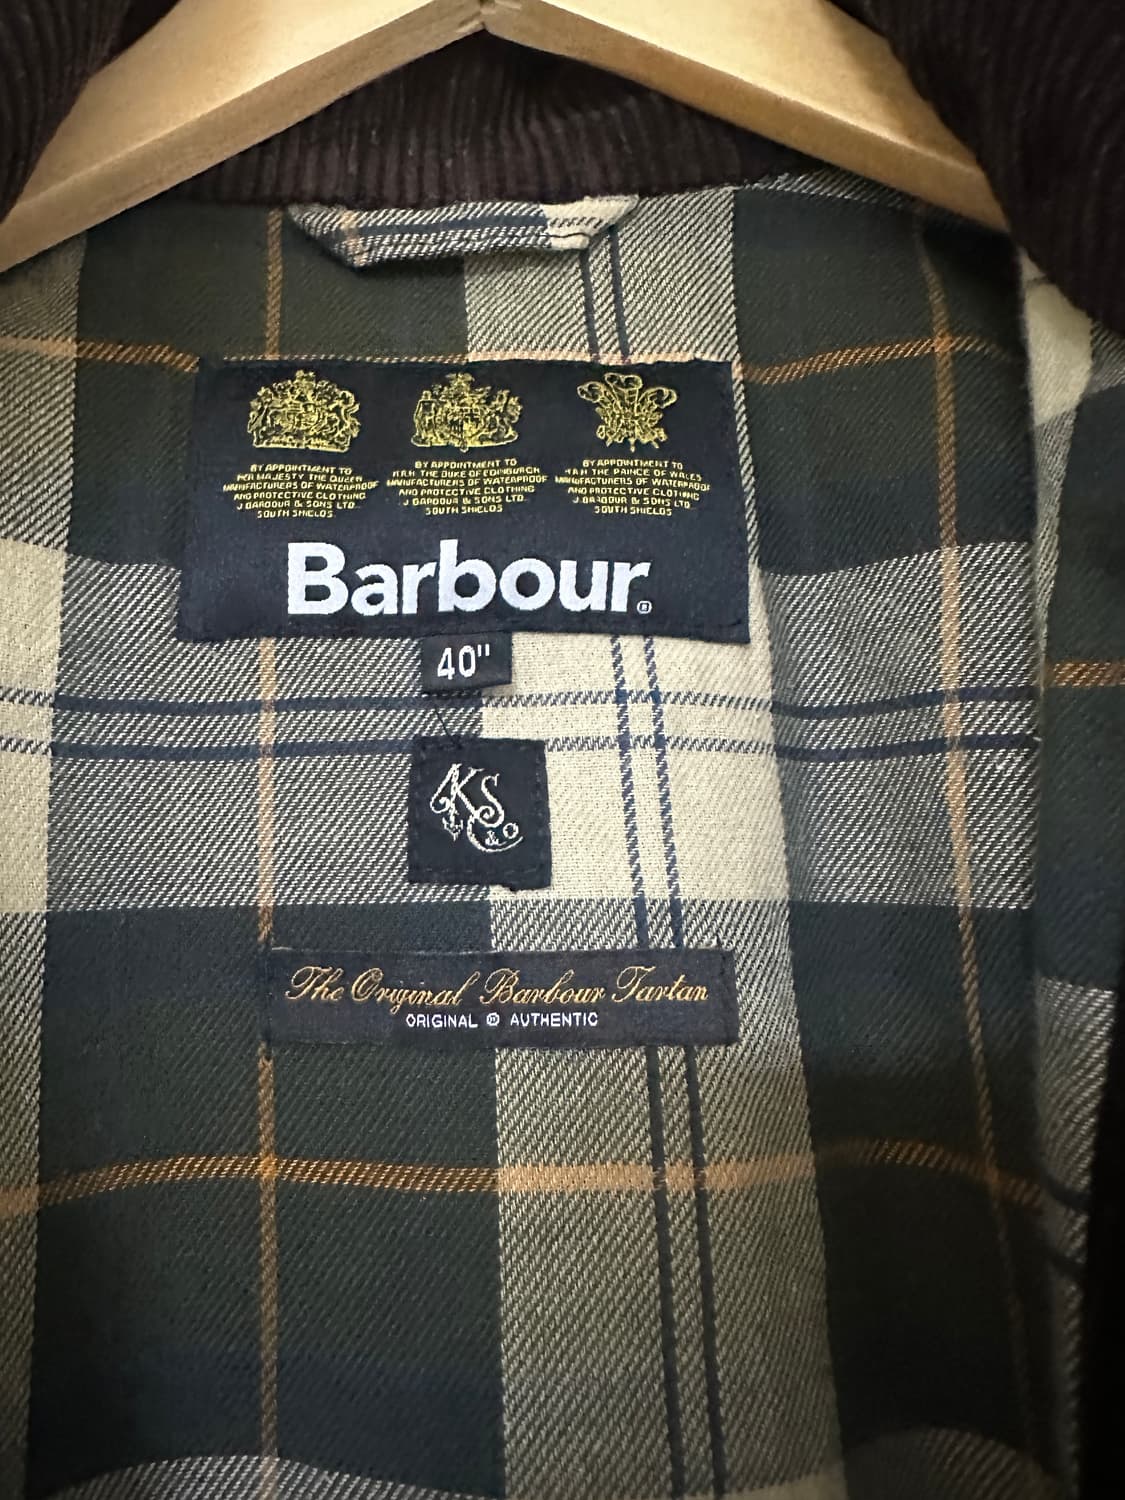 BY APPOINTMENT TO
HER MAJESTY THE QUEEN
MANUFACTURERS OF WATERPROOF
AND PROTECTIVE CLOTHING
J BARBOUR & SONS LTD
SOUTH SHIELDS
BY APPOINTMENT TO
H.R.H. THE DUKE OF EDINBURGH
MANUFACTURERS OF WATERPROOF
AND PROTECTIVE CLOTHING
J BARBOUR & SONS LTD
SOUTH SHIELDS
BY APPOINTMENT TO
H.R.H. THE PRINCE OF WALES
MANUFACTURERS OF WATERPROOF
AND PROTECTIVE CLOTHING
J BARBOUR & SONS LTD
SOUTH SHIELDS
Barbour®
40"
KS
&Co
The Original Barbour Tartan
ORIGINAL ® AUTHENTIC